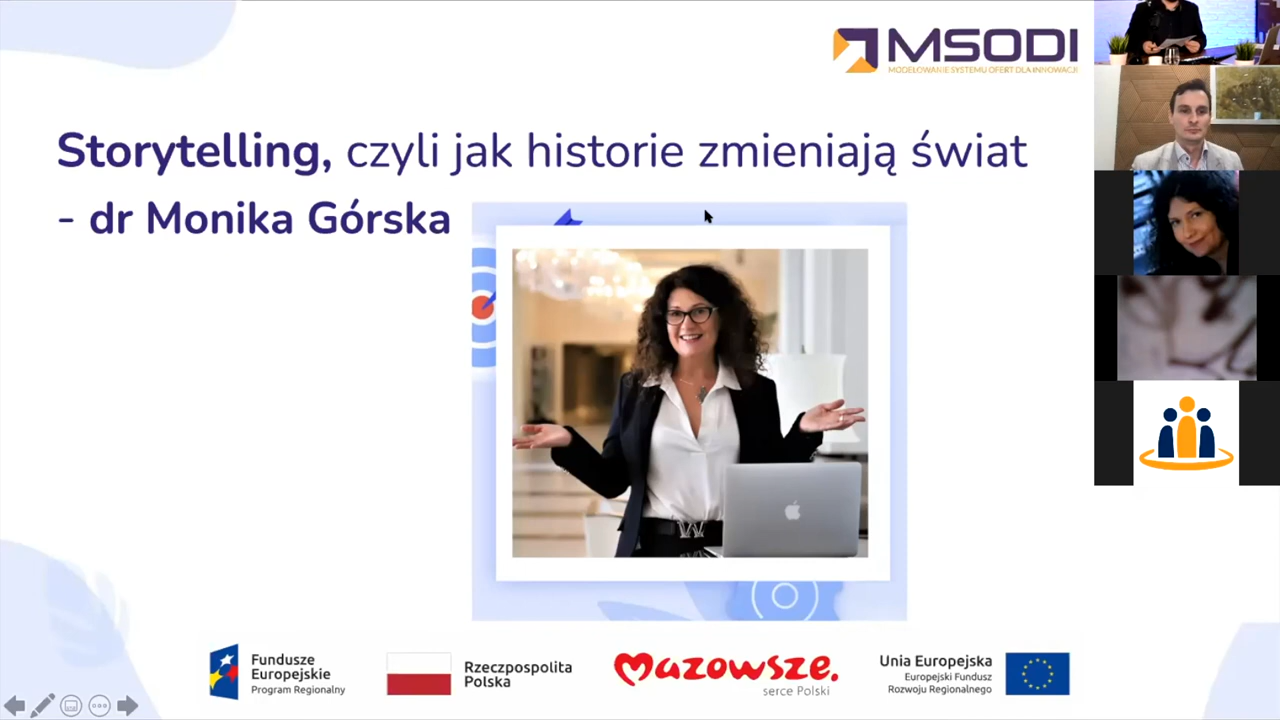 MSODI
MODELOWANIE SYSTEMU OFERT DLA INNOWACJI
Storytelling, czyli jak historie zmieniają świat
- dr Monika Górska
Fundusze
Europejskie
Program Regionalny
Rzeczpospolita
Polska
Mazowsze.
serce Polski
Unia Europejska
Europejski Fundusz
Rozwoju Regionalnego